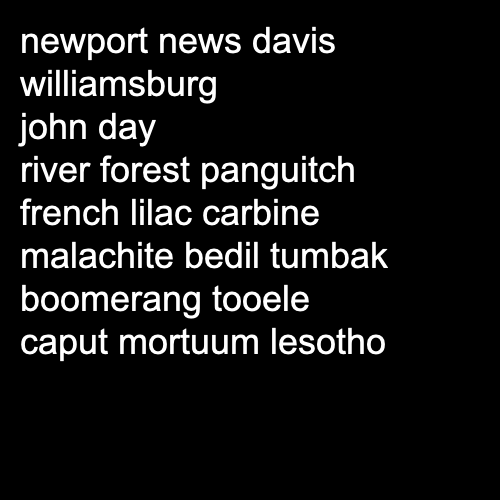 newport news davis
williamsburg
john day
river forest panguitch
french lilac carbine
malachite bedil tumbak
boomerang tooele
caput mortuum lesotho